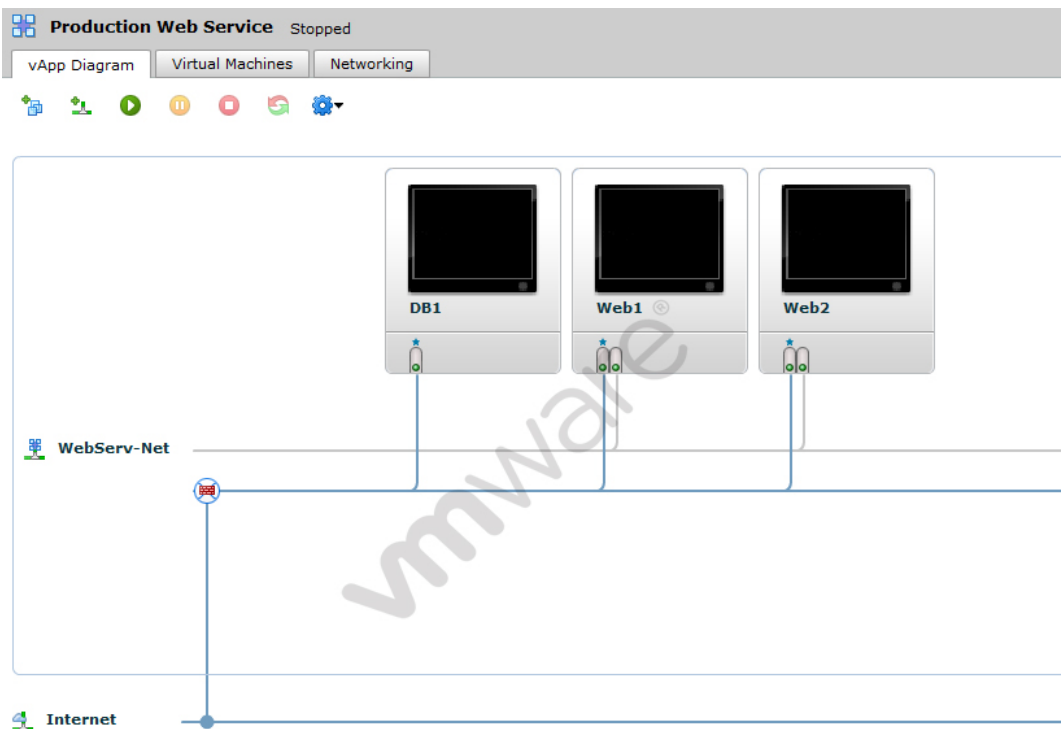 Production Web Service Stopped
vApp Diagram Virtual Machines Networking
DB1 Web1 Web2
WebServ-Net
vmware
Internet